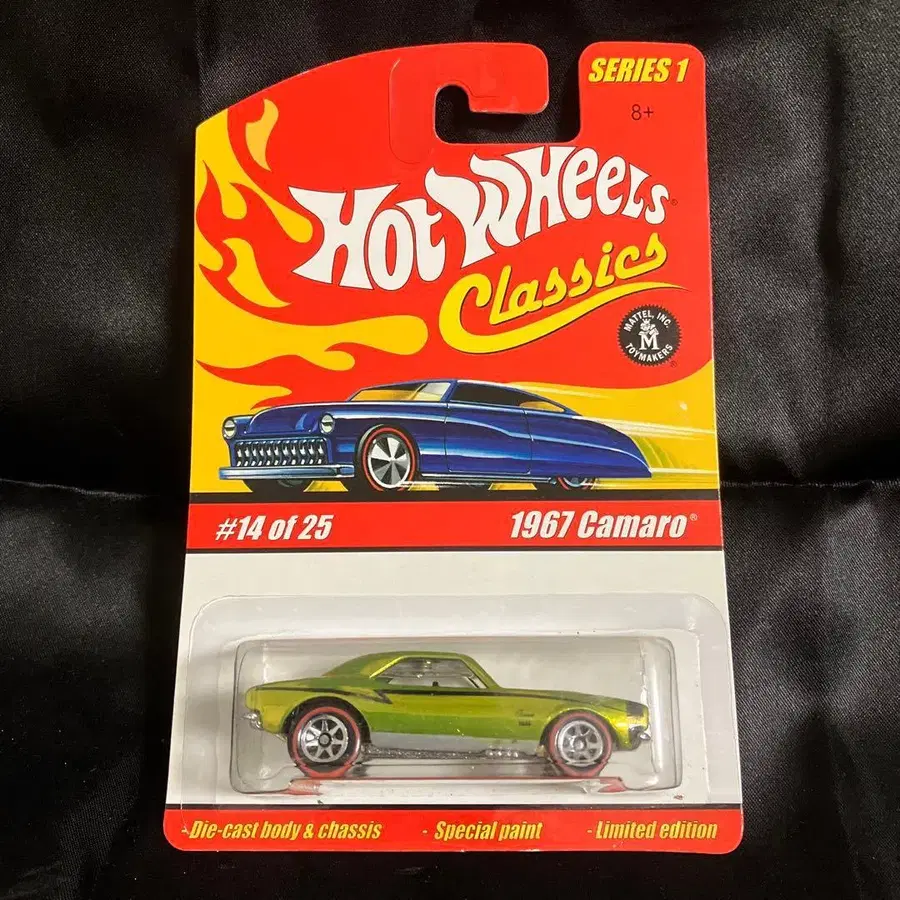 SERIES 1
8+
Hot Wheels®
Classics
MATTEL, INC.
M
TOYMAKERS®
#14 of 25
1967 Camaro®
- Die-cast body & chassis - Special paint - Limited edition